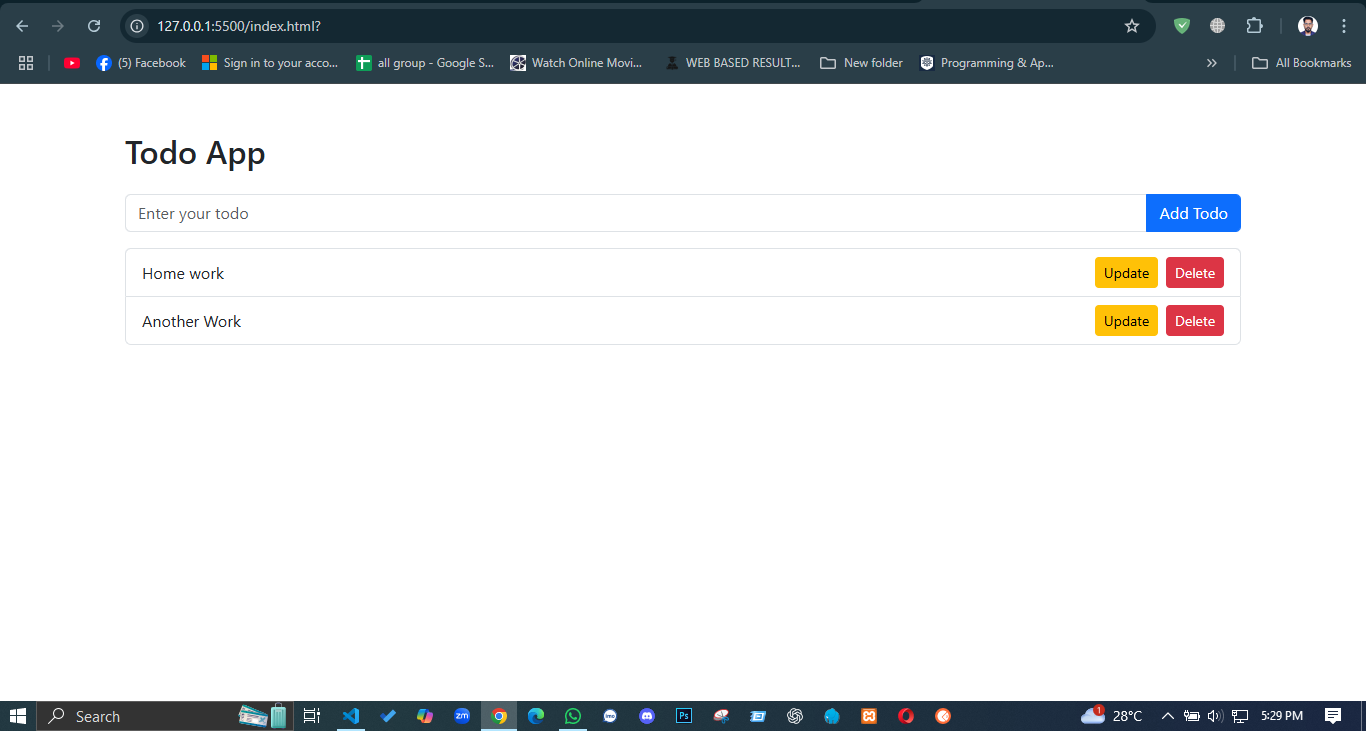 127.0.0.1:5500/index.html?
(5) Facebook Sign in to your acco... all group - Google S... Watch Online Movi... WEB BASED RESULT... New folder Programming & Ap... All Bookmarks
Todo App
Enter your todo Add Todo
Home work Update Delete
Another Work Update Delete
Search zm imo Ps 1 28°C 5:29 PM